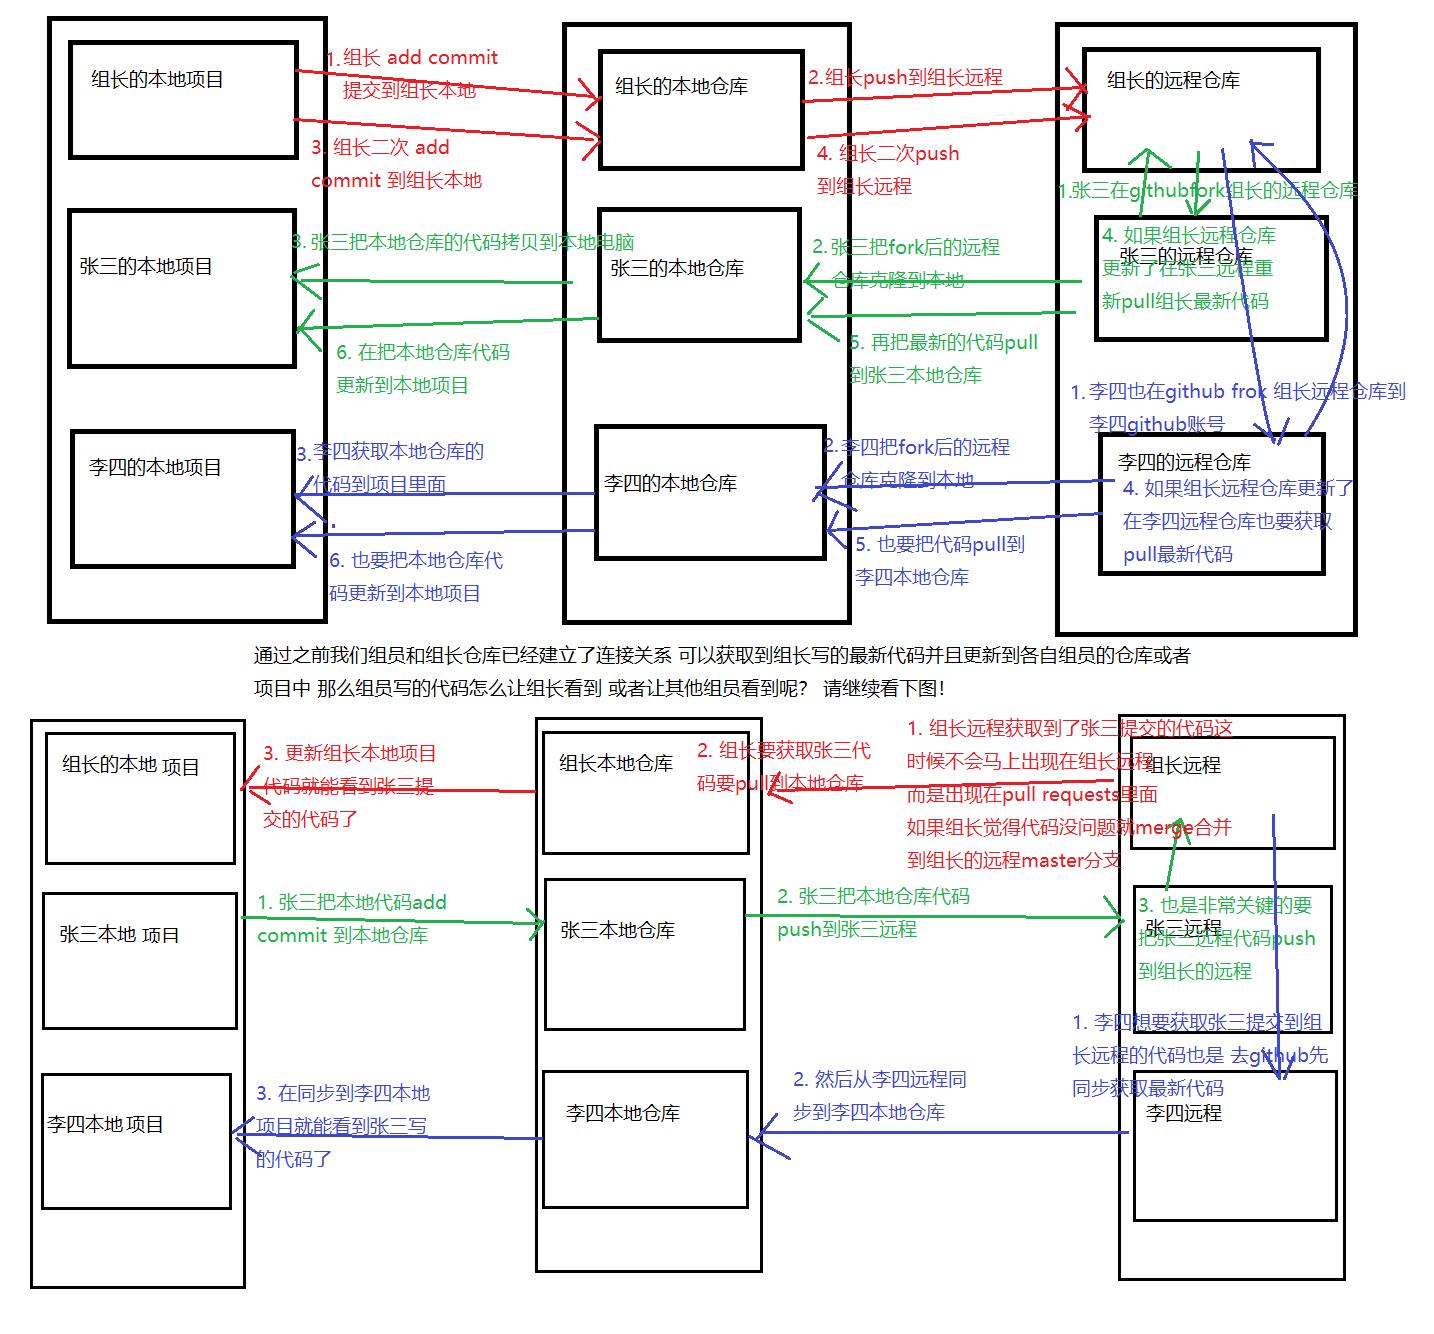 组长的本地项目
1. 组长 add commit
提交到组长本地
3. 组长二次 add
commit 到组长本地
组长的本地仓库
2.组长push到组长远程
4. 组长二次push
到组长远程
组长的远程仓库
1.张三在githubfork组长的远程仓库
张三的本地项目
3. 张三把本地仓库的代码拷贝到本地电脑
6. 在把本地仓库代码
更新到本地项目
张三的本地仓库
2. 张三把fork后的远程
仓库克隆到本地
5. 再把最新的代码pull
到张三本地仓库
张三的远程仓库
4. 如果组长远程仓库
更新了在张三远程重
新pull组长最新代码
1. 李四也在github frok 组长远程仓库到
李四github账号
李四的本地项目
3.李四获取本地仓库的
代码到项目里面
6. 也要把本地仓库代
码更新到本地项目
李四的本地仓库
2.李四把fork后的远程
仓库克隆到本地
5. 也要把代码pull到
李四本地仓库
李四的远程仓库
4. 如果组长远程仓库更新了
在李四远程仓库也要获取
pull最新代码
通过之前我们组员和组长仓库已经建立了连接关系 可以获取到组长写的最新代码并且更新到各自组员的仓库或者
项目中 那么组员写的代码怎么让组长看到 或者让其他组员看到呢？ 请继续看下图！
组长的本地 项目
3. 更新组长本地项目
代码就能看到张三提
交的代码了
组长本地仓库
2. 组长要获取张三代
码要pull到本地仓库
1. 组长远程获取到了张三提交的代码这
时候不会马上出现在组长远程
而是出现在pull requests里面
如果组长觉得代码没问题就merge合并
到组长的远程master分支
组长远程
张三本地 项目
1. 张三把本地代码add
commit 到本地仓库
张三本地仓库
2. 张三把本地仓库代码
push到张三远程
张三远程
3. 也是非常关键的要
把张三远程代码push
到组长的远程
1. 李四想要获取张三提交到组
长远程的代码也是 去github先
同步获取最新代码
李四本地 项目
3. 在同步到李四本地
项目就能看到张三写
的代码了
李四本地仓库
2. 然后从李四远程同
步到李四本地仓库
李四远程